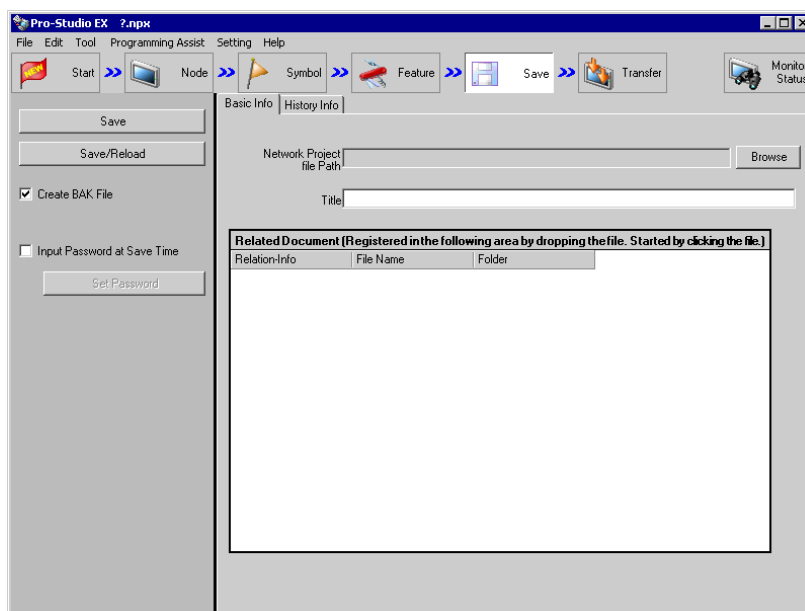 Pro-Studio EX ?.npx
File Edit Tool Programming Assist Setting Help
Start Node Symbol Feature Save Transfer Monito
Status
Basic Info History Info
Save
Save/Reload
Network Project
file Path
Browse
Create BAK File
Title
Input Password at Save Time
Set Password
Related Document (Registered in the following area by dropping the file. Started by clicking the file.)
Relation-Info File Name Folder